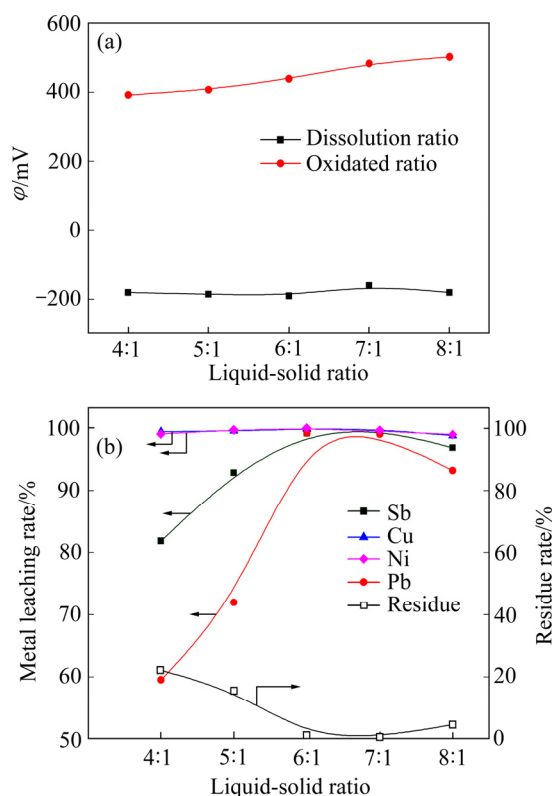 (a)
600
400
200
0
−200
φ/mV
Dissolution ratio
Oxidated ratio
4:1 5:1 6:1 7:1 8:1
Liquid-solid ratio
(b)
100
90
80
70
60
50
Metal leaching rate/%
Sb
Cu
Ni
Pb
Residue
100
80
60
40
20
0
Residue rate/%
4:1 5:1 6:1 7:1 8:1
Liquid-solid ratio